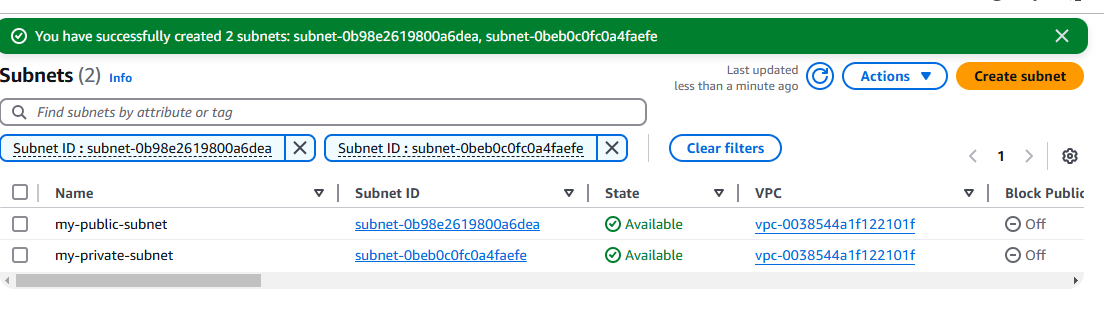 You have successfully created 2 subnets: subnet-0b98e2619800a6dea, subnet-0beb0c0fc0a4faefe
Subnets (2) Info
Last updated
less than a minute ago
Actions
Create subnet
Find subnets by attribute or tag
Subnet ID : subnet-0b98e2619800a6dea
Subnet ID : subnet-0beb0c0fc0a4faefe
Clear filters
1
Name Subnet ID State VPC Block Public
my-public-subnet subnet-0b98e2619800a6dea Available vpc-0038544a1f122101f Off
my-private-subnet subnet-0beb0c0fc0a4faefe Available vpc-0038544a1f122101f Off